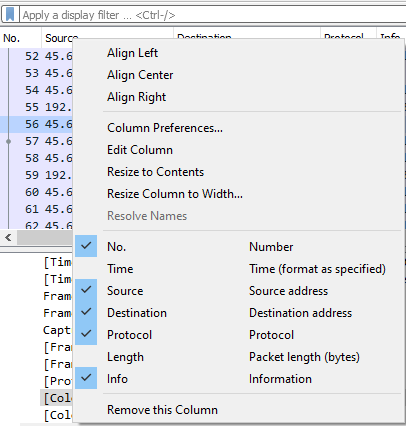 Apply a display filter ... <Ctrl-/>
No. Source Destination Protocol Info
52 45.6
53 45.6
54 45.6
55 192.
56 45.6
57 45.6
58 45.6
59 192.
60 45.6
61 45.6
62 45.6
Align Left
Align Center
Align Right
Column Preferences...
Edit Column
Resize to Contents
Resize Column to Width...
Resolve Names
No. Number
Time Time (format as specified)
Source Source address
Destination Destination address
Protocol Protocol
Length Packet length (bytes)
Info Information
Remove this Column
[Tim
[Tim
Fram
Fram
Capt
[Fra
[Fra
[Pro
[Colo
[Colo